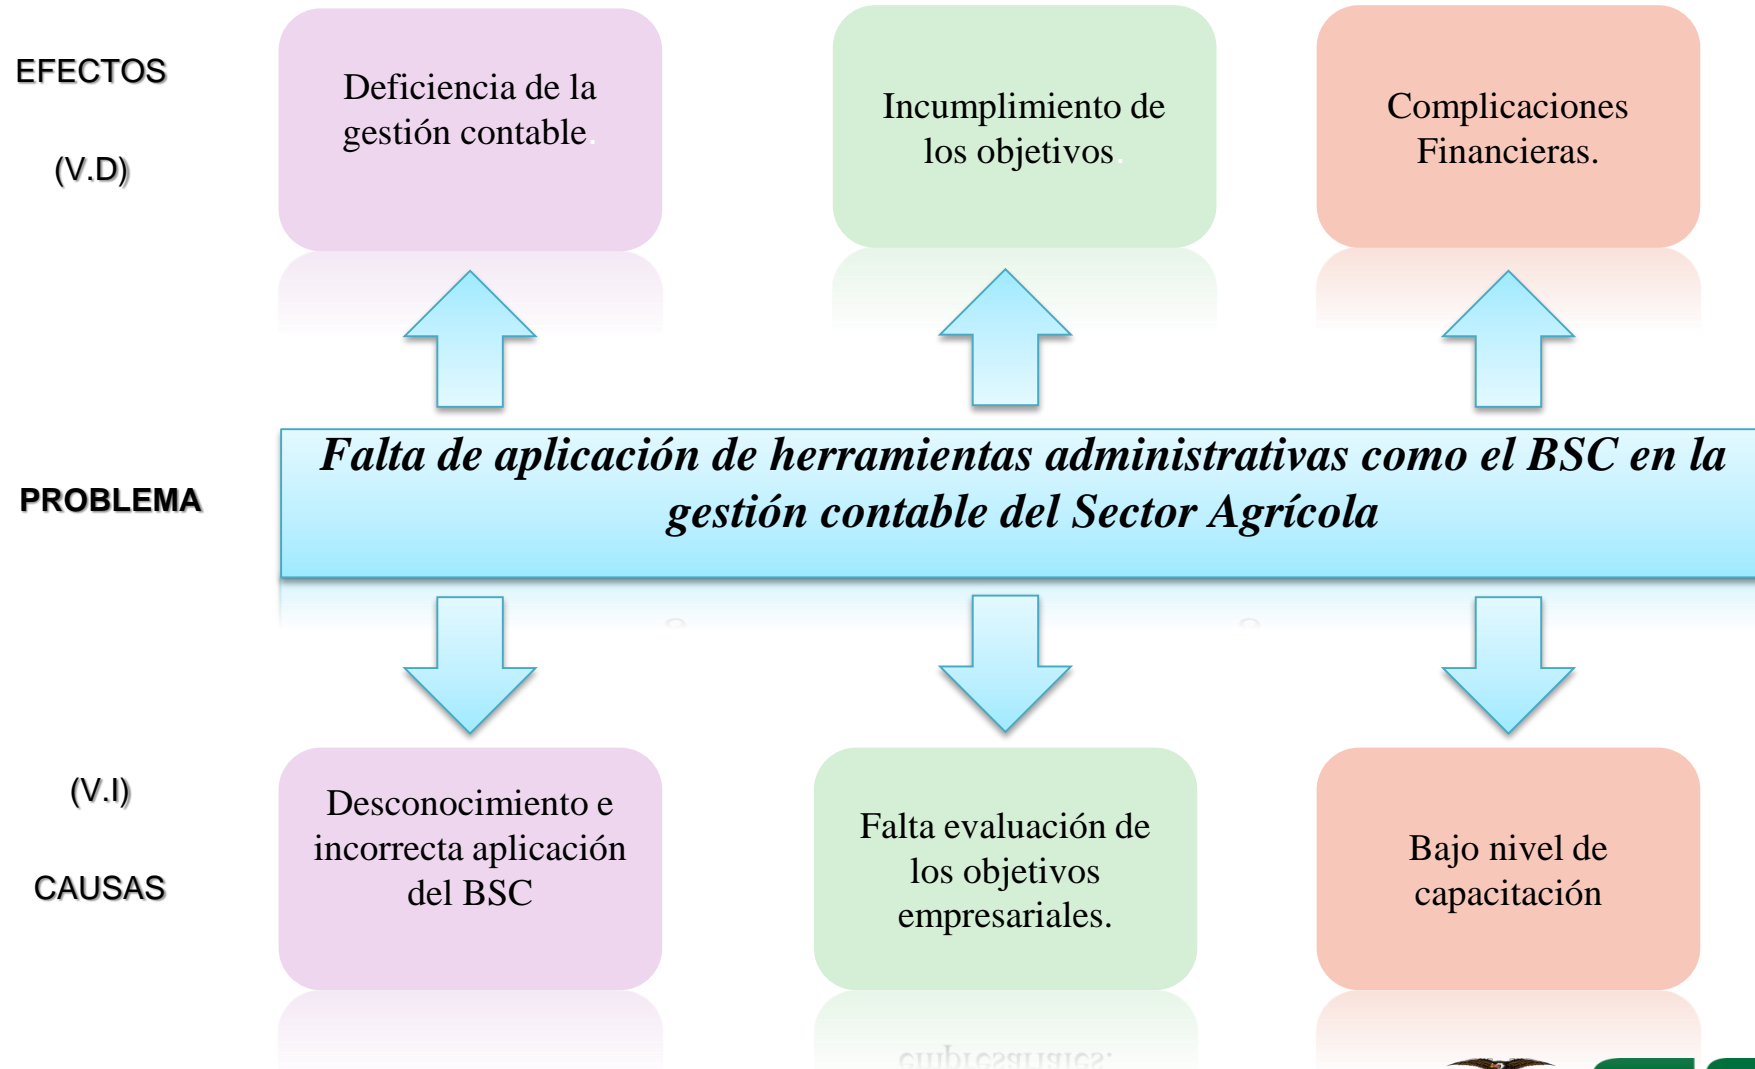 EFECTOS
(V.D)
Deficiencia de la
gestión contable.
Incumplimiento de
los objetivos.
Complicaciones
Financieras.
PROBLEMA
Falta de aplicación de herramientas administrativas como el BSC en la
gestión contable del Sector Agrícola
(V.I)
CAUSAS
Desconocimiento e
incorrecta aplicación
del BSC
Falta evaluación de
los objetivos
empresariales.
Bajo nivel de
capacitación